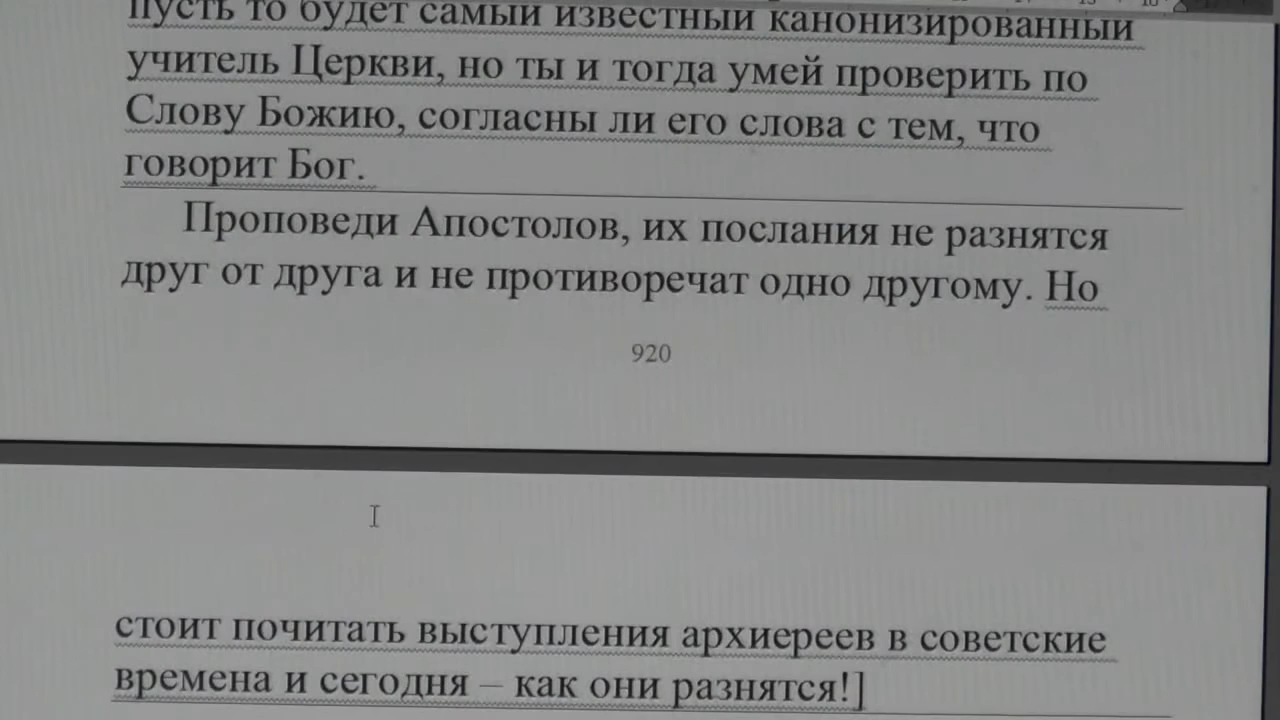 пусть то будет самый известный канонизированный
учитель Церкви, но ты и тогда умей проверить по
Слову Божию, согласны ли его слова с тем, что
говорит Бог.
Проповеди Апостолов, их послания не разнятся
друг от друга и не противоречат одно другому. Но
920
стоит почитать выступления архиереев в советские
времена и сегодня – как они разнятся!]